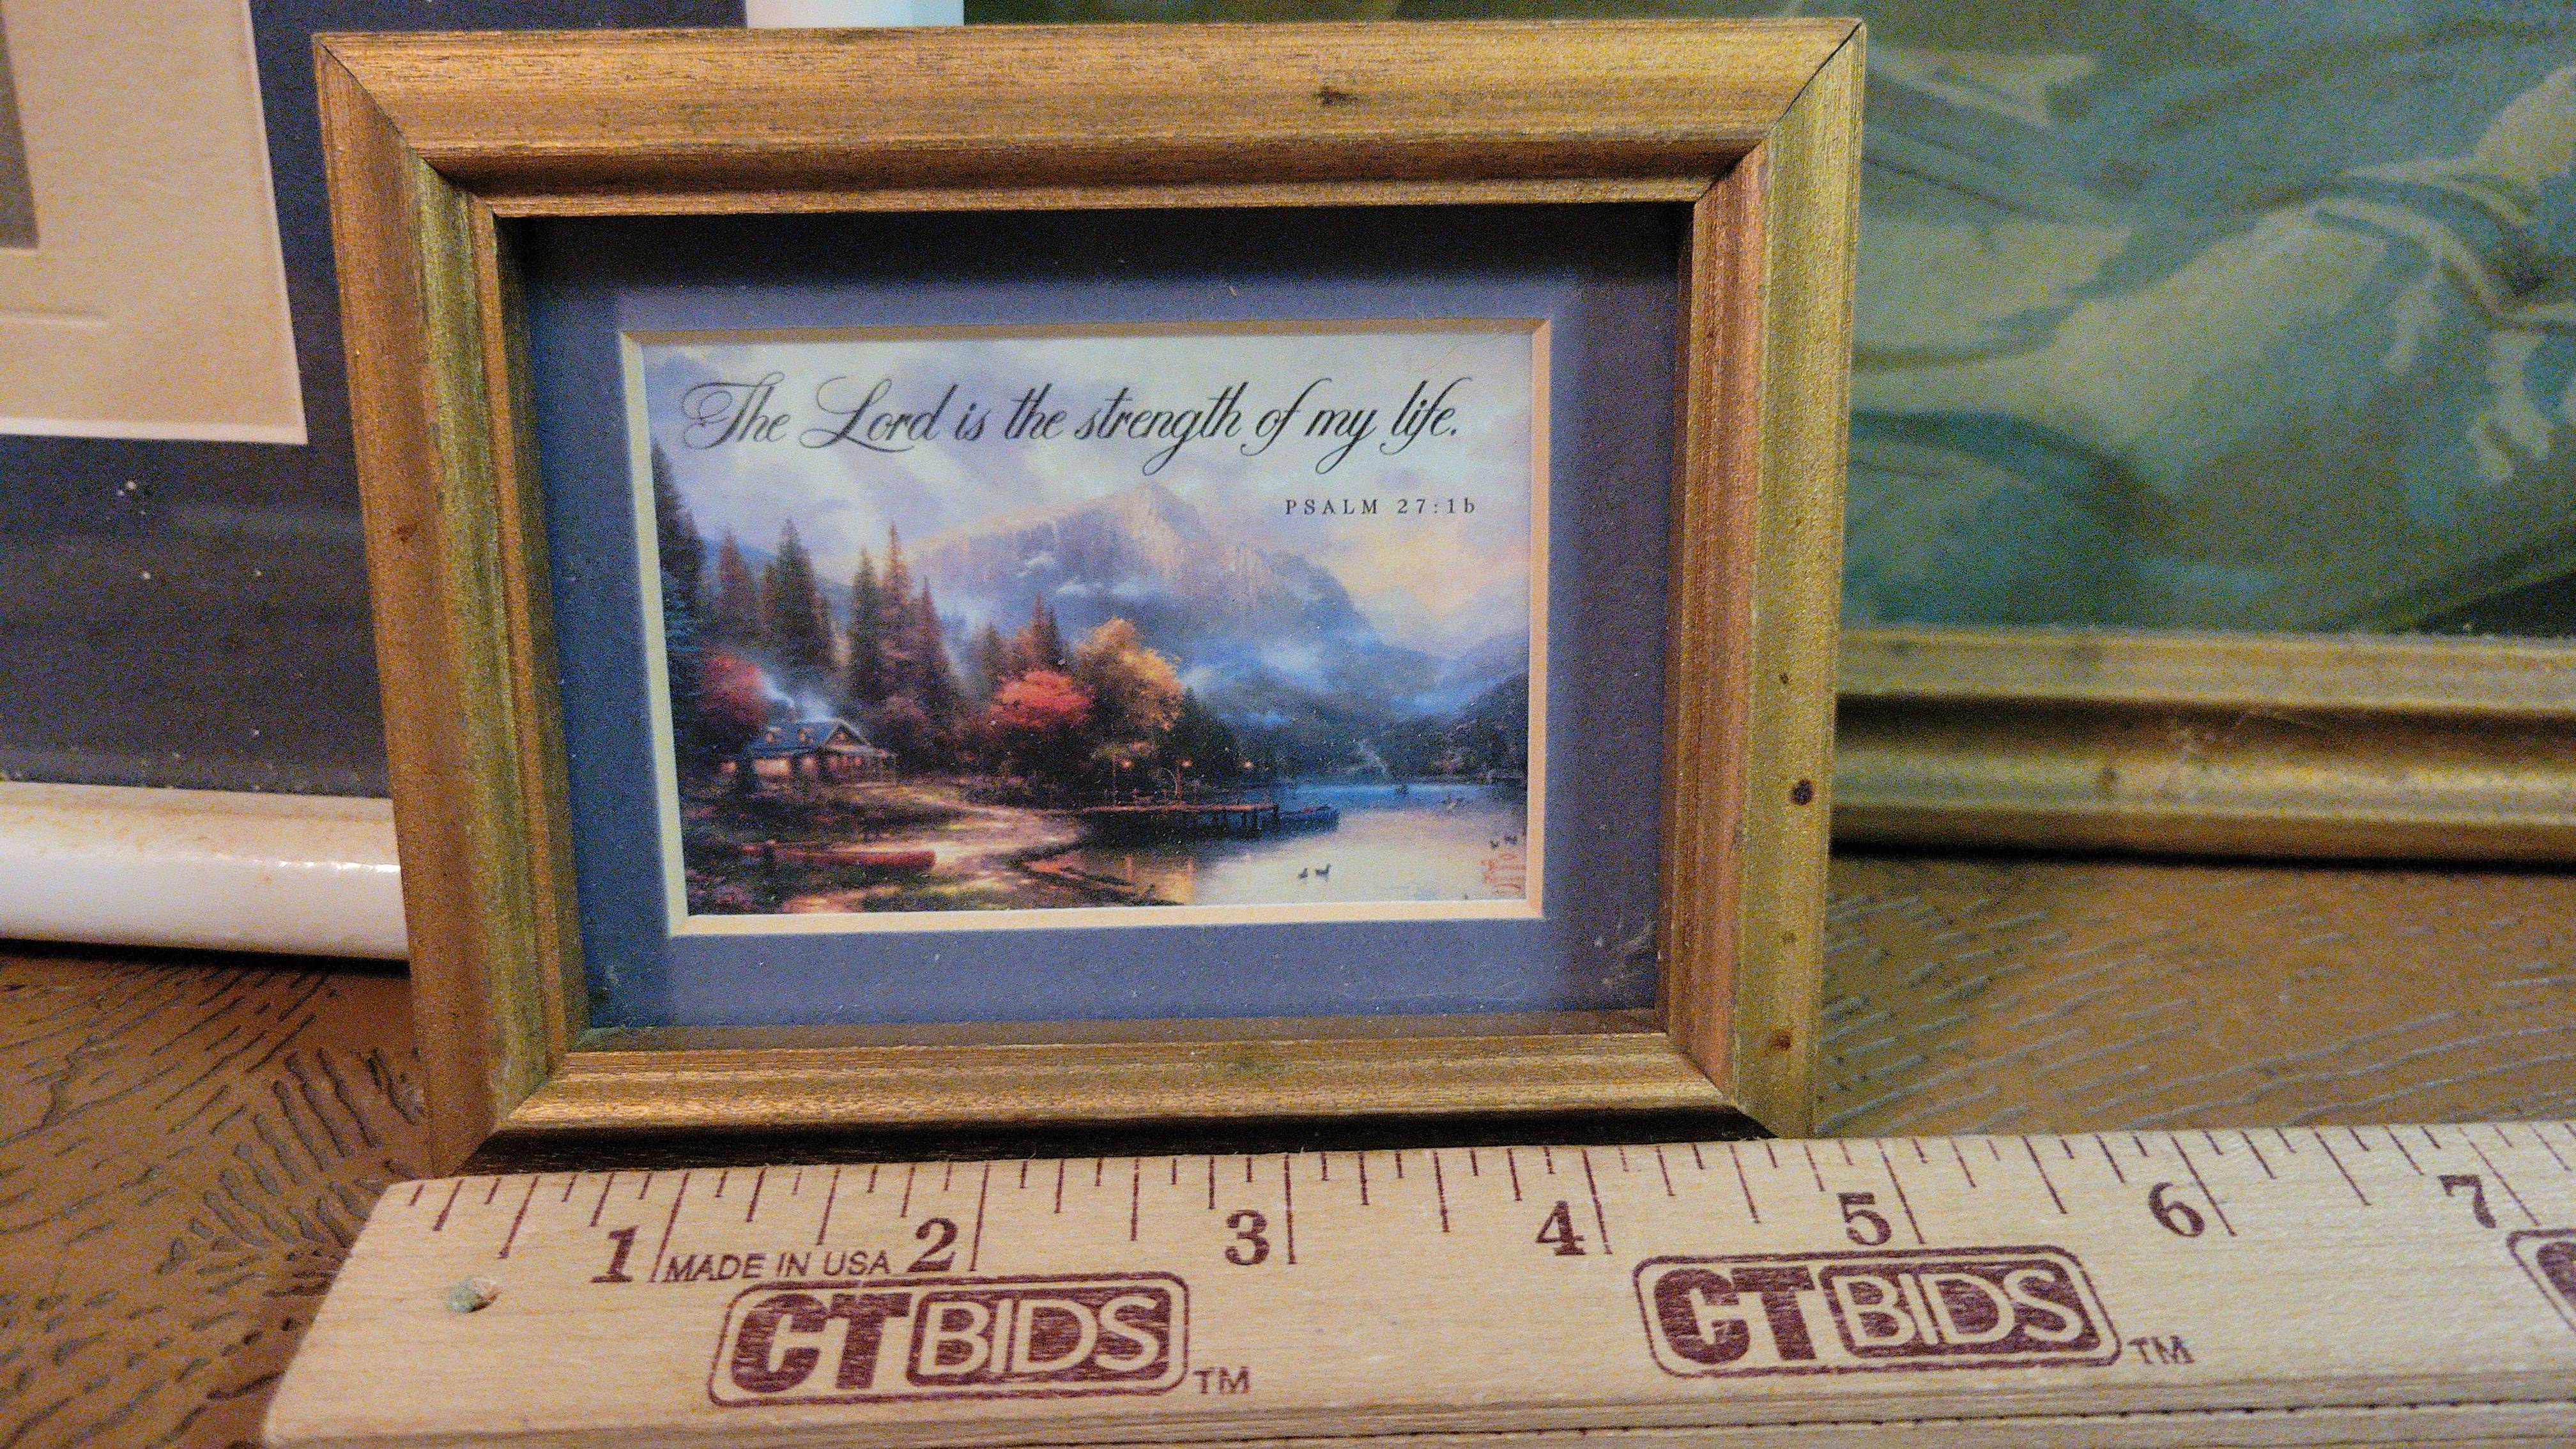 The Lord is the strength of my life.
PSALM 27:1b
1 2 3 4 5 6 7
MADE IN USA
CTBIDS TM CTBIDS TM